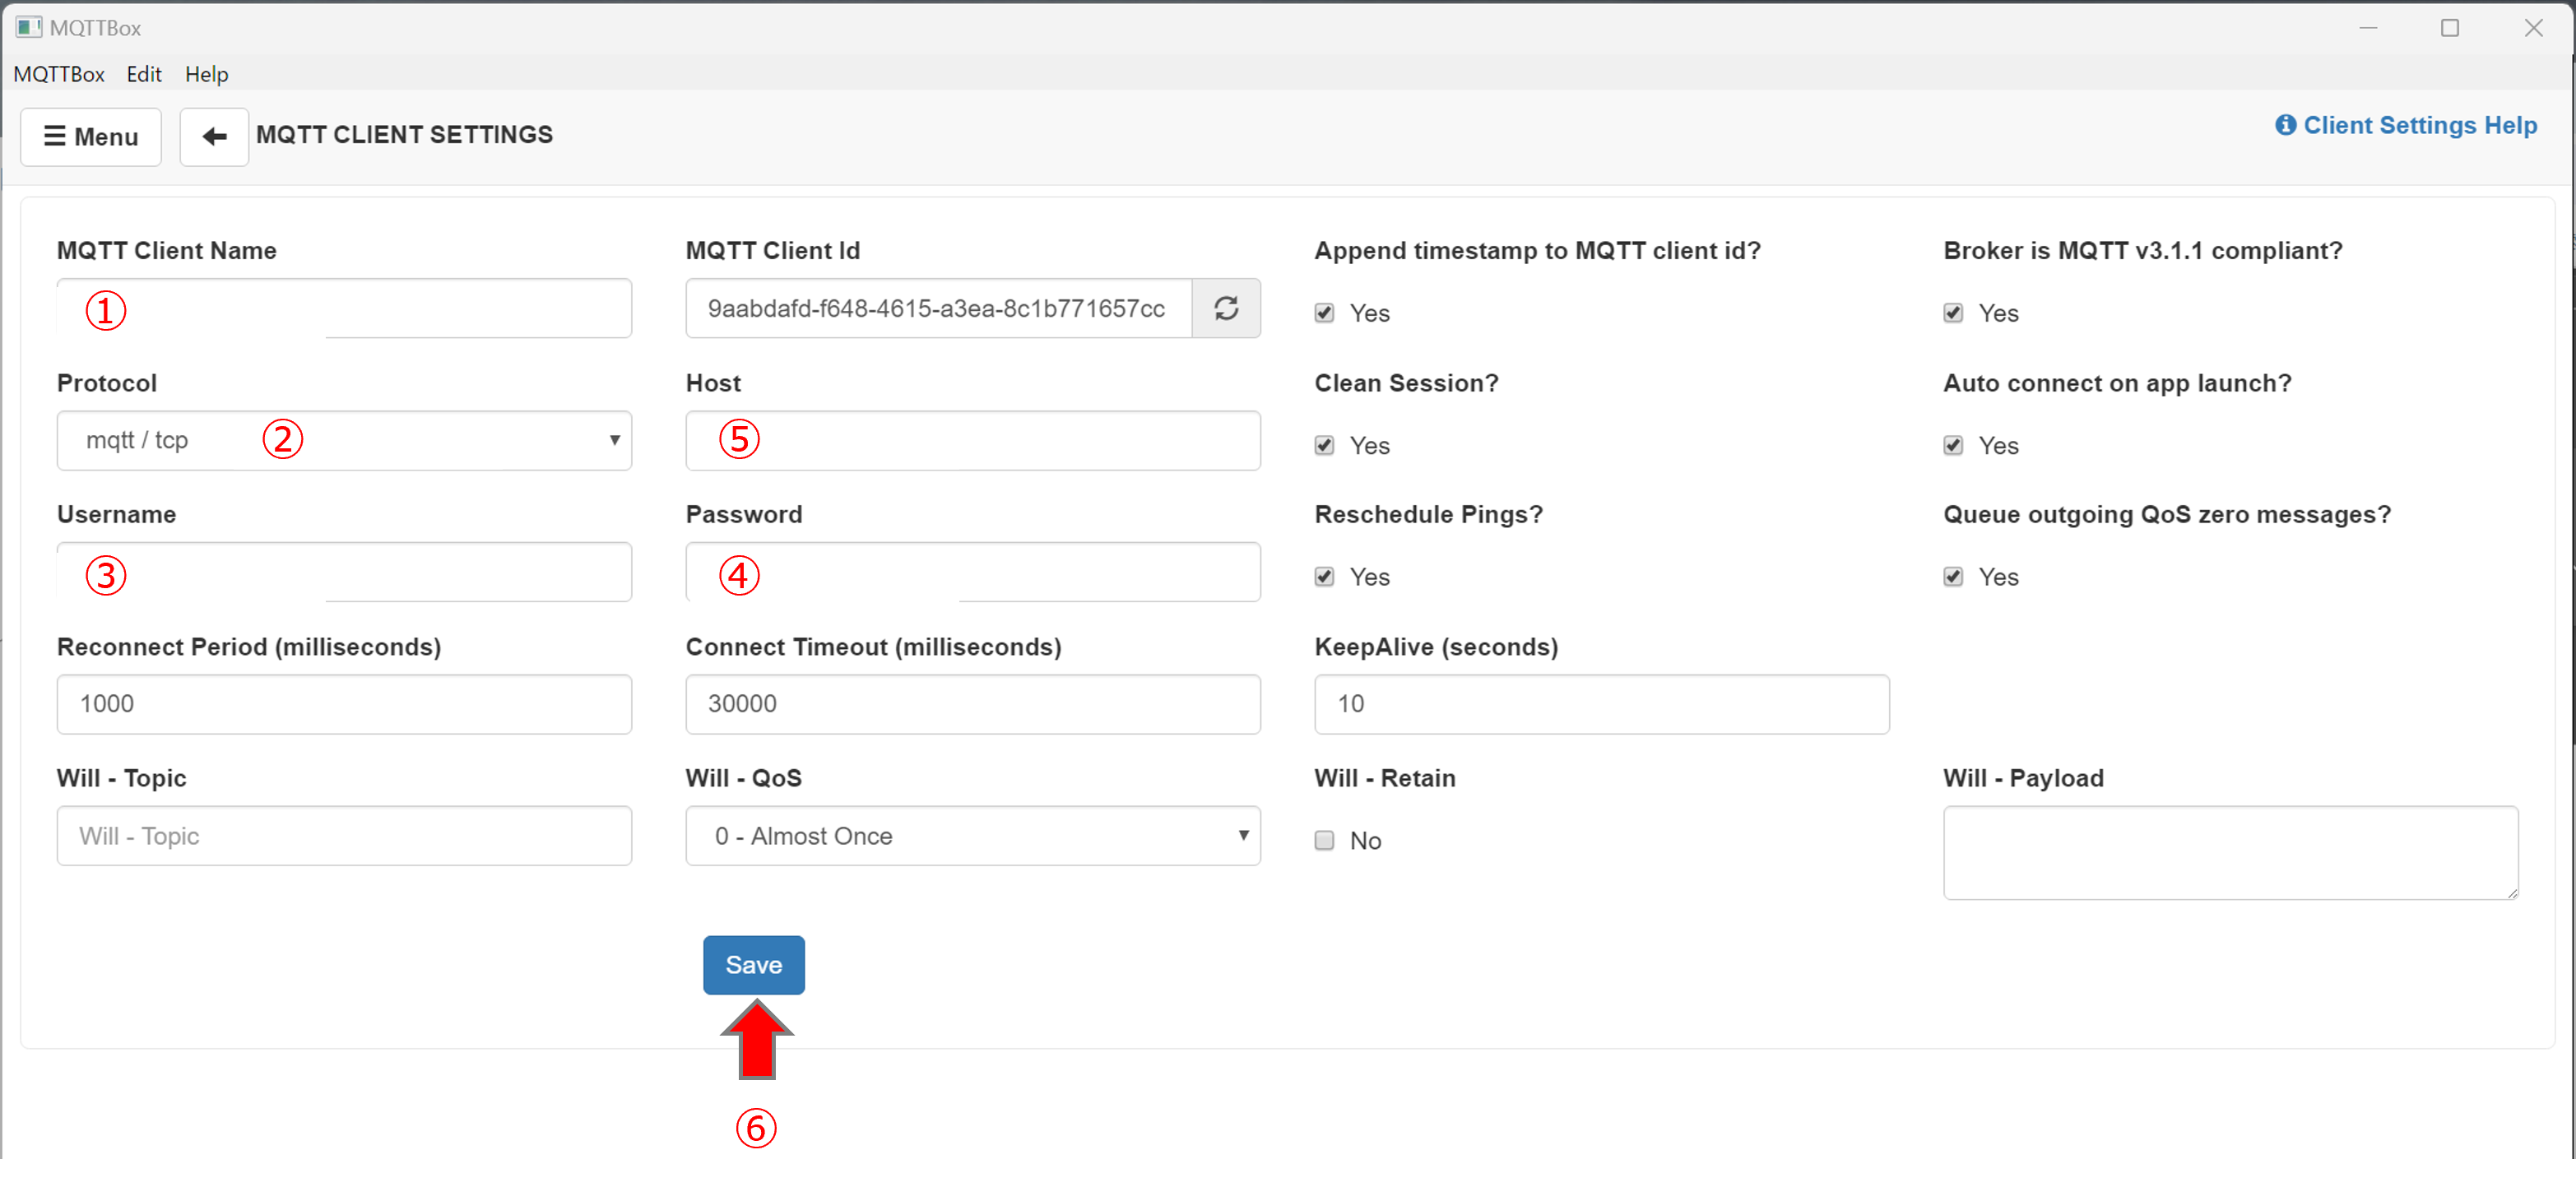 MQTTBox
MQTTBox Edit Help
Menu MQTT CLIENT SETTINGS Client Settings Help
MQTT Client Name MQTT Client Id Append timestamp to MQTT client id? Broker is MQTT v3.1.1 compliant?
① 9aabdafd-f648-4615-a3ea-8c1b771657cc Yes Yes
Protocol Host Clean Session? Auto connect on app launch?
mqtt / tcp ② ⑤ Yes Yes
Username Password Reschedule Pings? Queue outgoing QoS zero messages?
③ ④ Yes Yes
Reconnect Period (milliseconds) Connect Timeout (milliseconds) KeepAlive (seconds)
1000 30000 10
Will - Topic Will - QoS Will - Retain Will - Payload
Will - Topic 0 - Almost Once No
Save
⑥